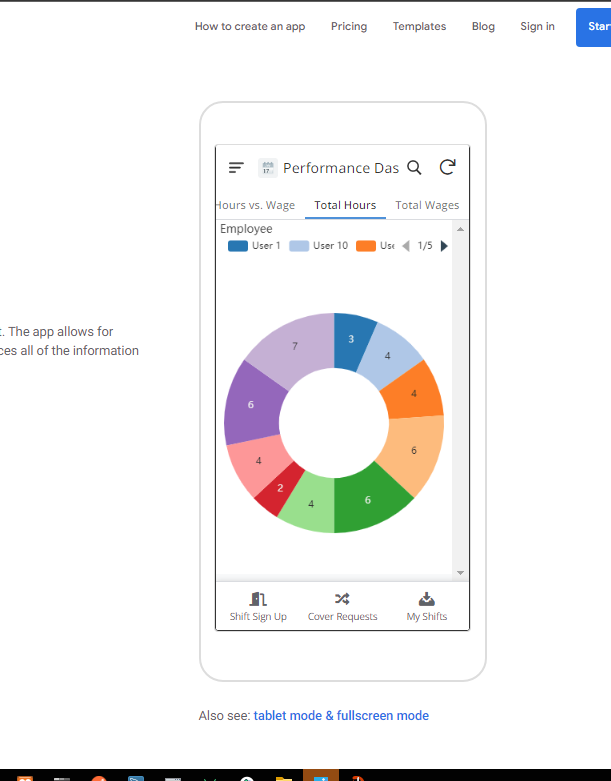 How to create an app Pricing Templates Blog Sign in Star
17
Performance Das
Hours vs. Wage Total Hours Total Wages
Employee
User 1 User 10 Use 1/5
3
4
7
4
6
6
4
2
4
6
t. The app allows for
ces all of the information
Shift Sign Up Cover Requests My Shifts
Also see: tablet mode & fullscreen mode